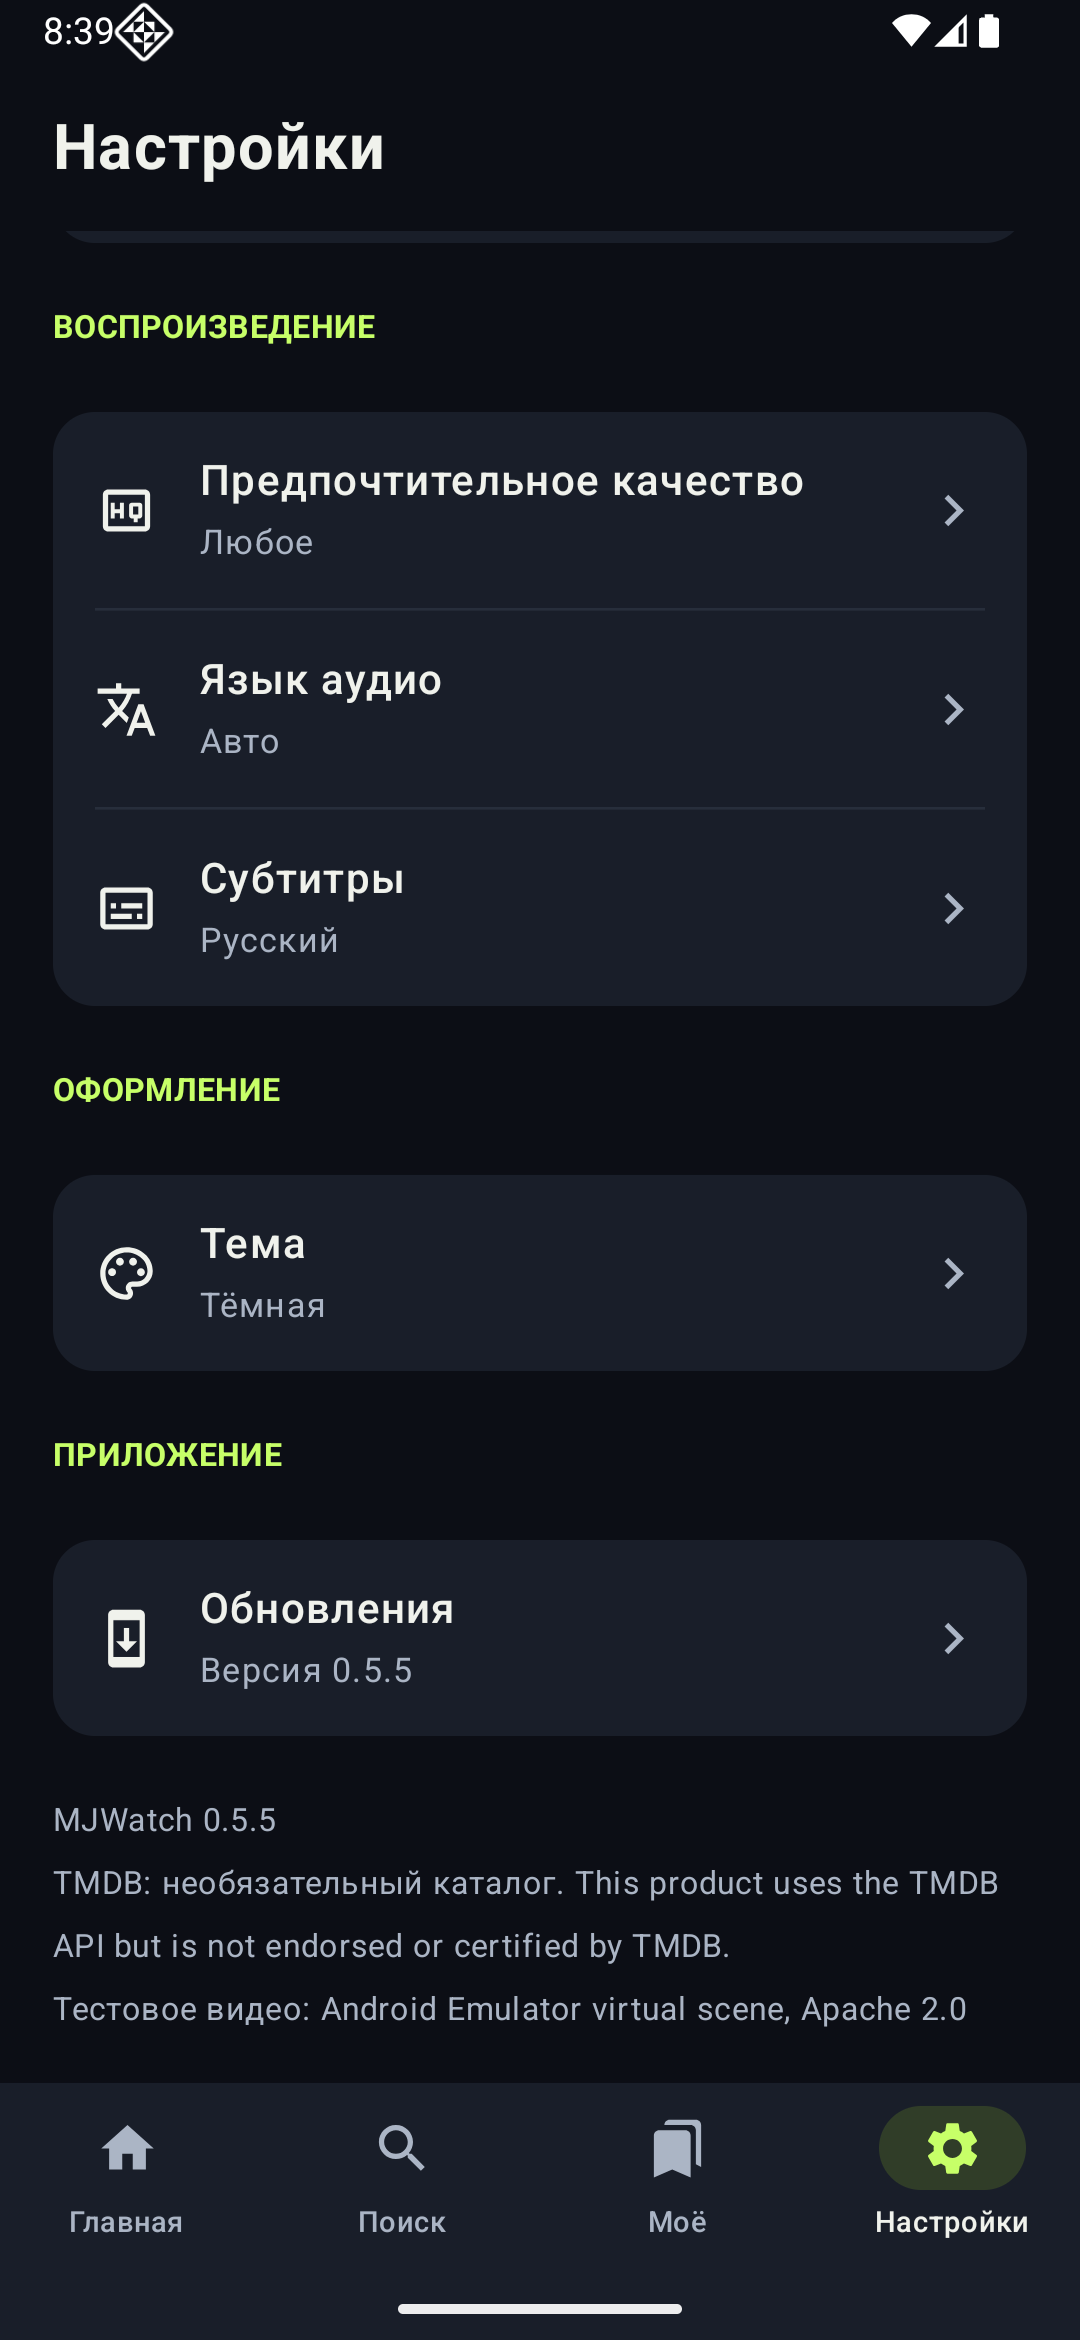 8:39
Настройки
ВОСПРОИЗВЕДЕНИЕ
HQ
Предпочтительное качество
Любое
Язык аудио
Авто
Субтитры
Русский
ОФОРМЛЕНИЕ
Тема
Тёмная
ПРИЛОЖЕНИЕ
Обновления
Версия 0.5.5
MJWatch 0.5.5
TMDB: необязательный каталог. This product uses the TMDB
API but is not endorsed or certified by TMDB.
Тестовое видео: Android Emulator virtual scene, Apache 2.0
Главная
Поиск
Моё
Настройки